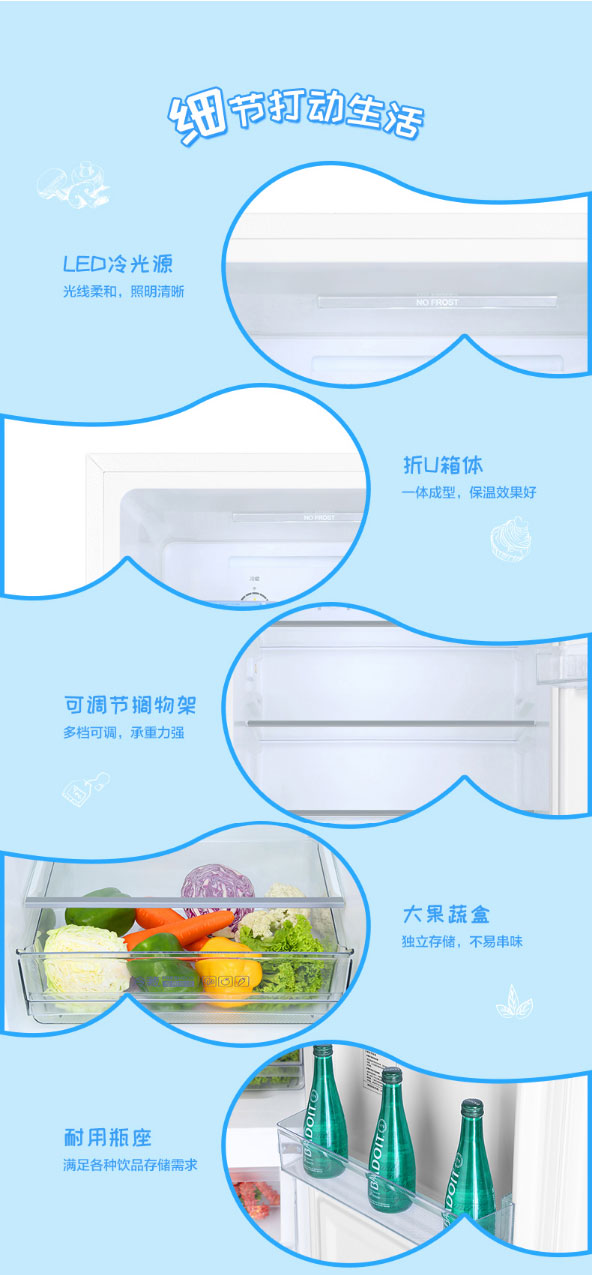 细节打动生活
LED冷光源
光线柔和，照明清晰
NO FROST
折U箱体
一体成型，保温效果好
NO FROST
冷藏
可调节搁物架
多档可调，承重力强
大果蔬盒
独立存储，不易串味
耐用瓶座
满足各种饮品存储需求
BADOIT
BADOIT
BADOIT